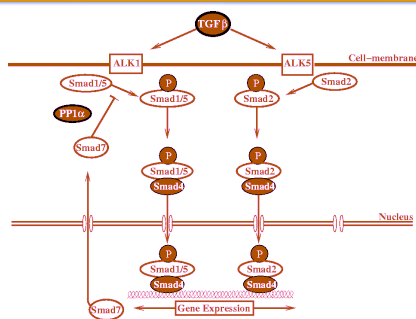 TGFβ
ALK1
ALK5
Cell-membrane
Smad1/5
P
P
Smad2
Smad1/5
Smad2
PP1α
Smad7
P
P
Smad1/5
Smad2
Smad4
Smad4
Nucleus
P
P
Smad1/5
Smad2
Smad4
Smad4
Smad7
Gene Expression